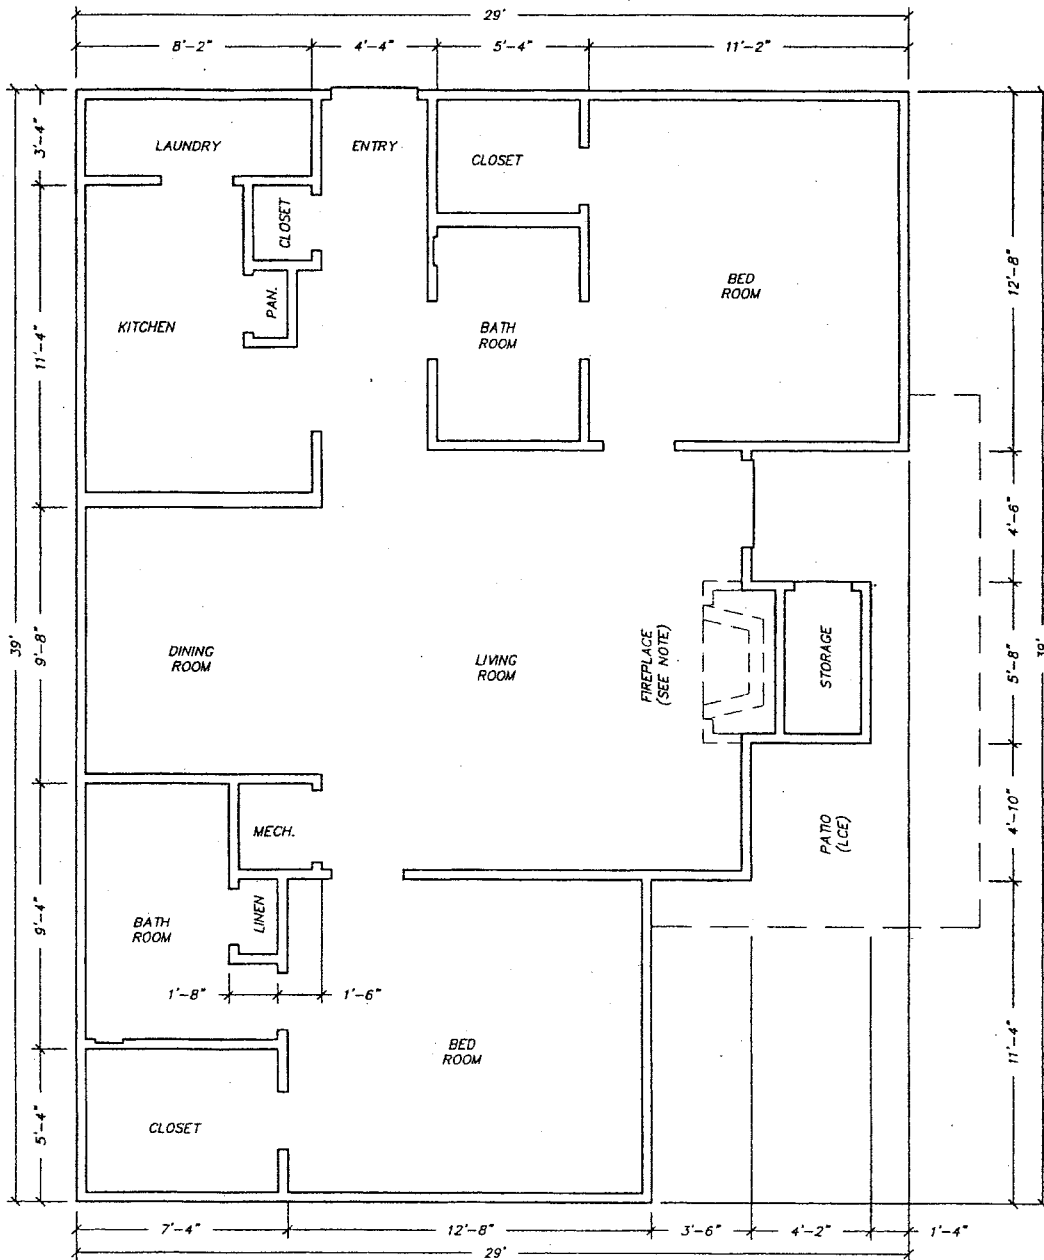 29'
8'-2"
4'-4"
5'-4"
11'-2"
3'-4"
LAUNDRY
ENTRY
CLOSET
CLOSET
12'-8"
BED
ROOM
PAN.
KITCHEN
BATH
ROOM
11'-4"
4'-6"
39'
9'-8"
DINING
ROOM
LIVING
ROOM
FIREPLACE
(SEE NOTE)
STORAGE
5'-8"
39'
MECH.
PATIO
(LCE)
4'-10"
9'-4"
BATH
ROOM
LINEN
1'-8"
1'-6"
BED
ROOM
11'-4"
5'-4"
CLOSET
7'-4"
12'-8"
3'-6"
4'-2"
1'-4"
29'